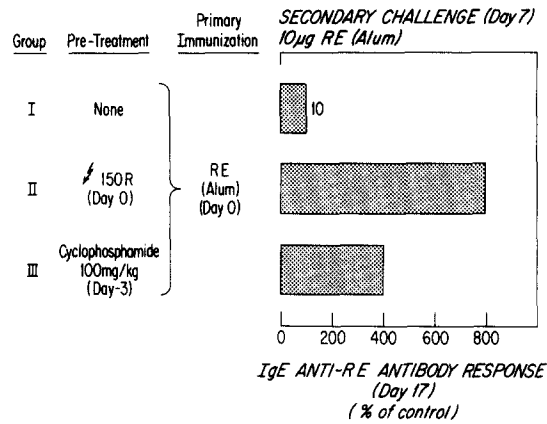 SECONDARY CHALLENGE (Day 7)
10µg RE (Alum)
Group
Pre-Treatment
Primary
Immunization
I
None
10
II
150R
(Day 0)
RE
(Alum)
(Day 0)
III
Cyclophosphamide
100mg/kg
(Day-3)
0 200 400 600 800
IgE ANTI-RE ANTIBODY RESPONSE
(Day 17)
(% of control)